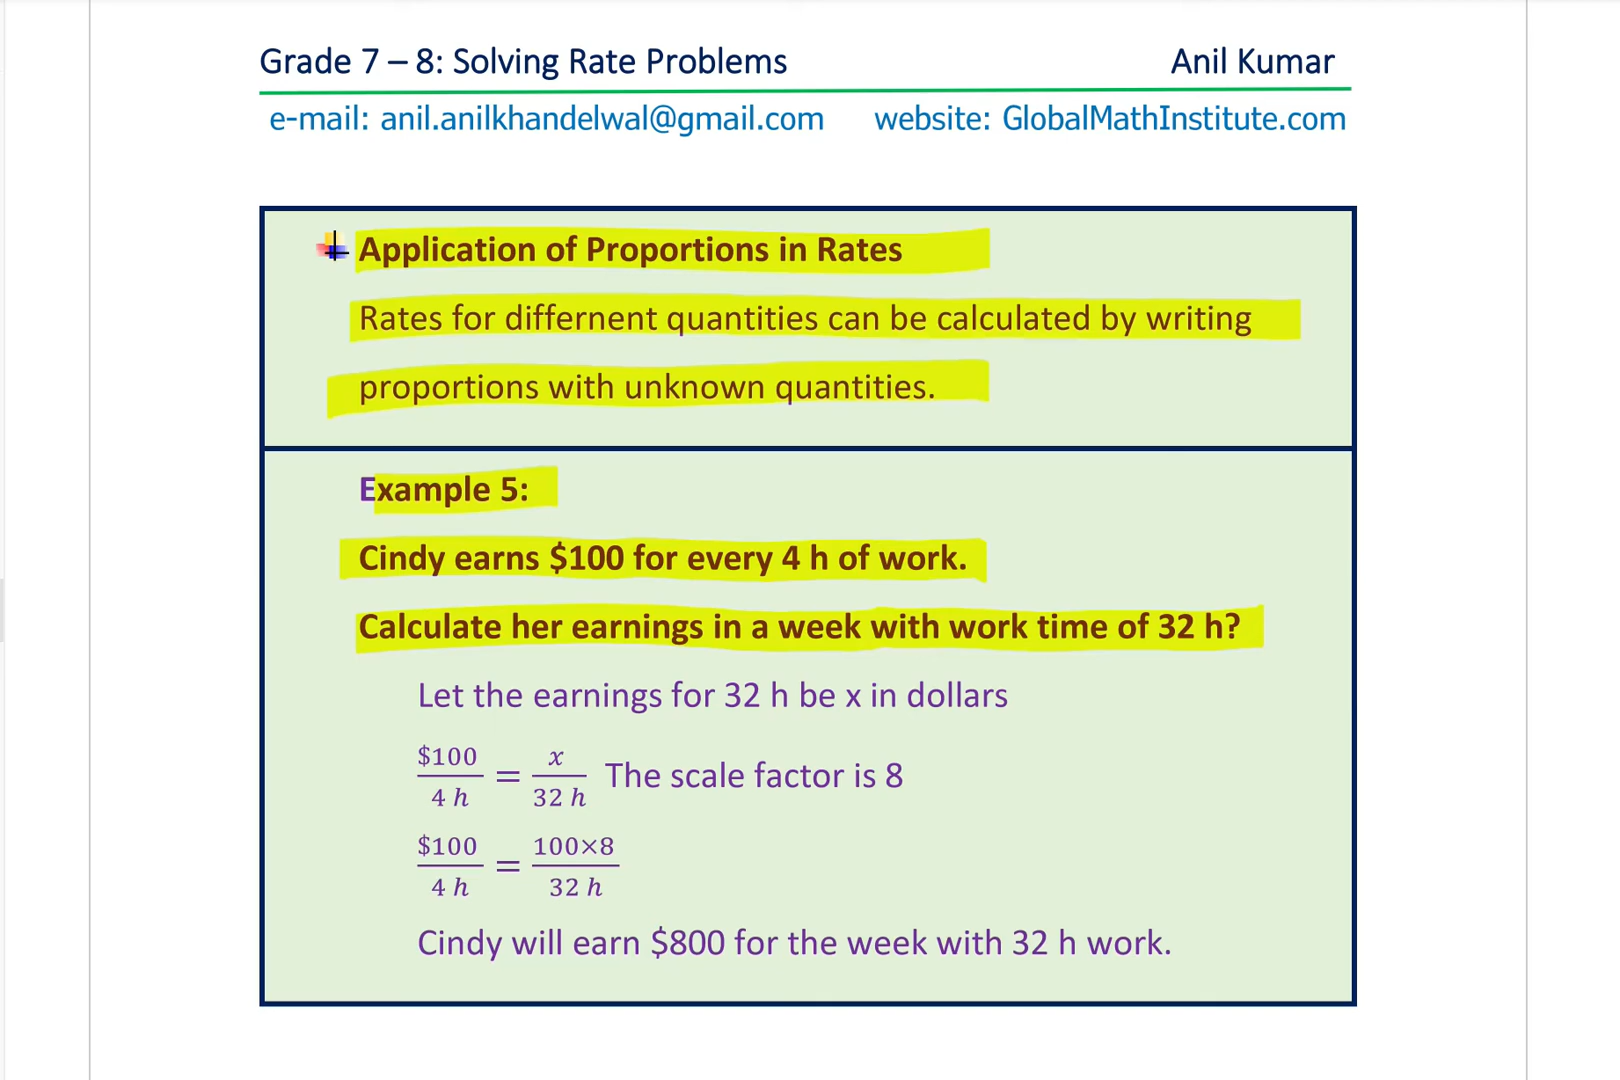 Grade 7 – 8: Solving Rate Problems Anil Kumar
e-mail: anil.anilkhandelwal@gmail.com website: GlobalMathInstitute.com
Application of Proportions in Rates
Rates for differnent quantities can be calculated by writing
proportions with unknown quantities.
Example 5:
Cindy earns $100 for every 4 h of work.
Calculate her earnings in a week with work time of 32 h?
Let the earnings for 32 h be x in dollars
$100/4 h = x/32 h The scale factor is 8
$100/4 h = 100×8/32 h
Cindy will earn $800 for the week with 32 h work.